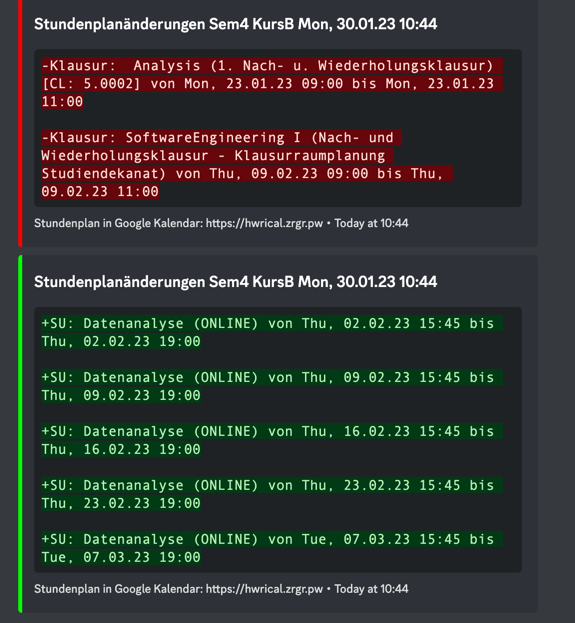 Stundenplanänderungen Sem4 KursB Mon, 30.01.23 10:44
-Klausur:  Analysis (1. Nach- u. Wiederholungsklausur)
[CL: 5.0002] von Mon, 23.01.23 09:00 bis Mon, 23.01.23
11:00
-Klausur: SoftwareEngineering I (Nach- und
Wiederholungsklausur - Klausurraumplanung
Studiendekanat) von Thu, 09.02.23 09:00 bis Thu,
09.02.23 11:00
Stundenplan in Google Kalendar: https://hwrical.zrgr.pw • Today at 10:44
Stundenplanänderungen Sem4 KursB Mon, 30.01.23 10:44
+SU: Datenanalyse (ONLINE) von Thu, 02.02.23 15:45 bis
Thu, 02.02.23 19:00
+SU: Datenanalyse (ONLINE) von Thu, 09.02.23 15:45 bis
Thu, 09.02.23 19:00
+SU: Datenanalyse (ONLINE) von Thu, 16.02.23 15:45 bis
Thu, 16.02.23 19:00
+SU: Datenanalyse (ONLINE) von Thu, 23.02.23 15:45 bis
Thu, 23.02.23 19:00
+SU: Datenanalyse (ONLINE) von Tue, 07.03.23 15:45 bis
Tue, 07.03.23 19:00
Stundenplan in Google Kalendar: https://hwrical.zrgr.pw • Today at 10:44